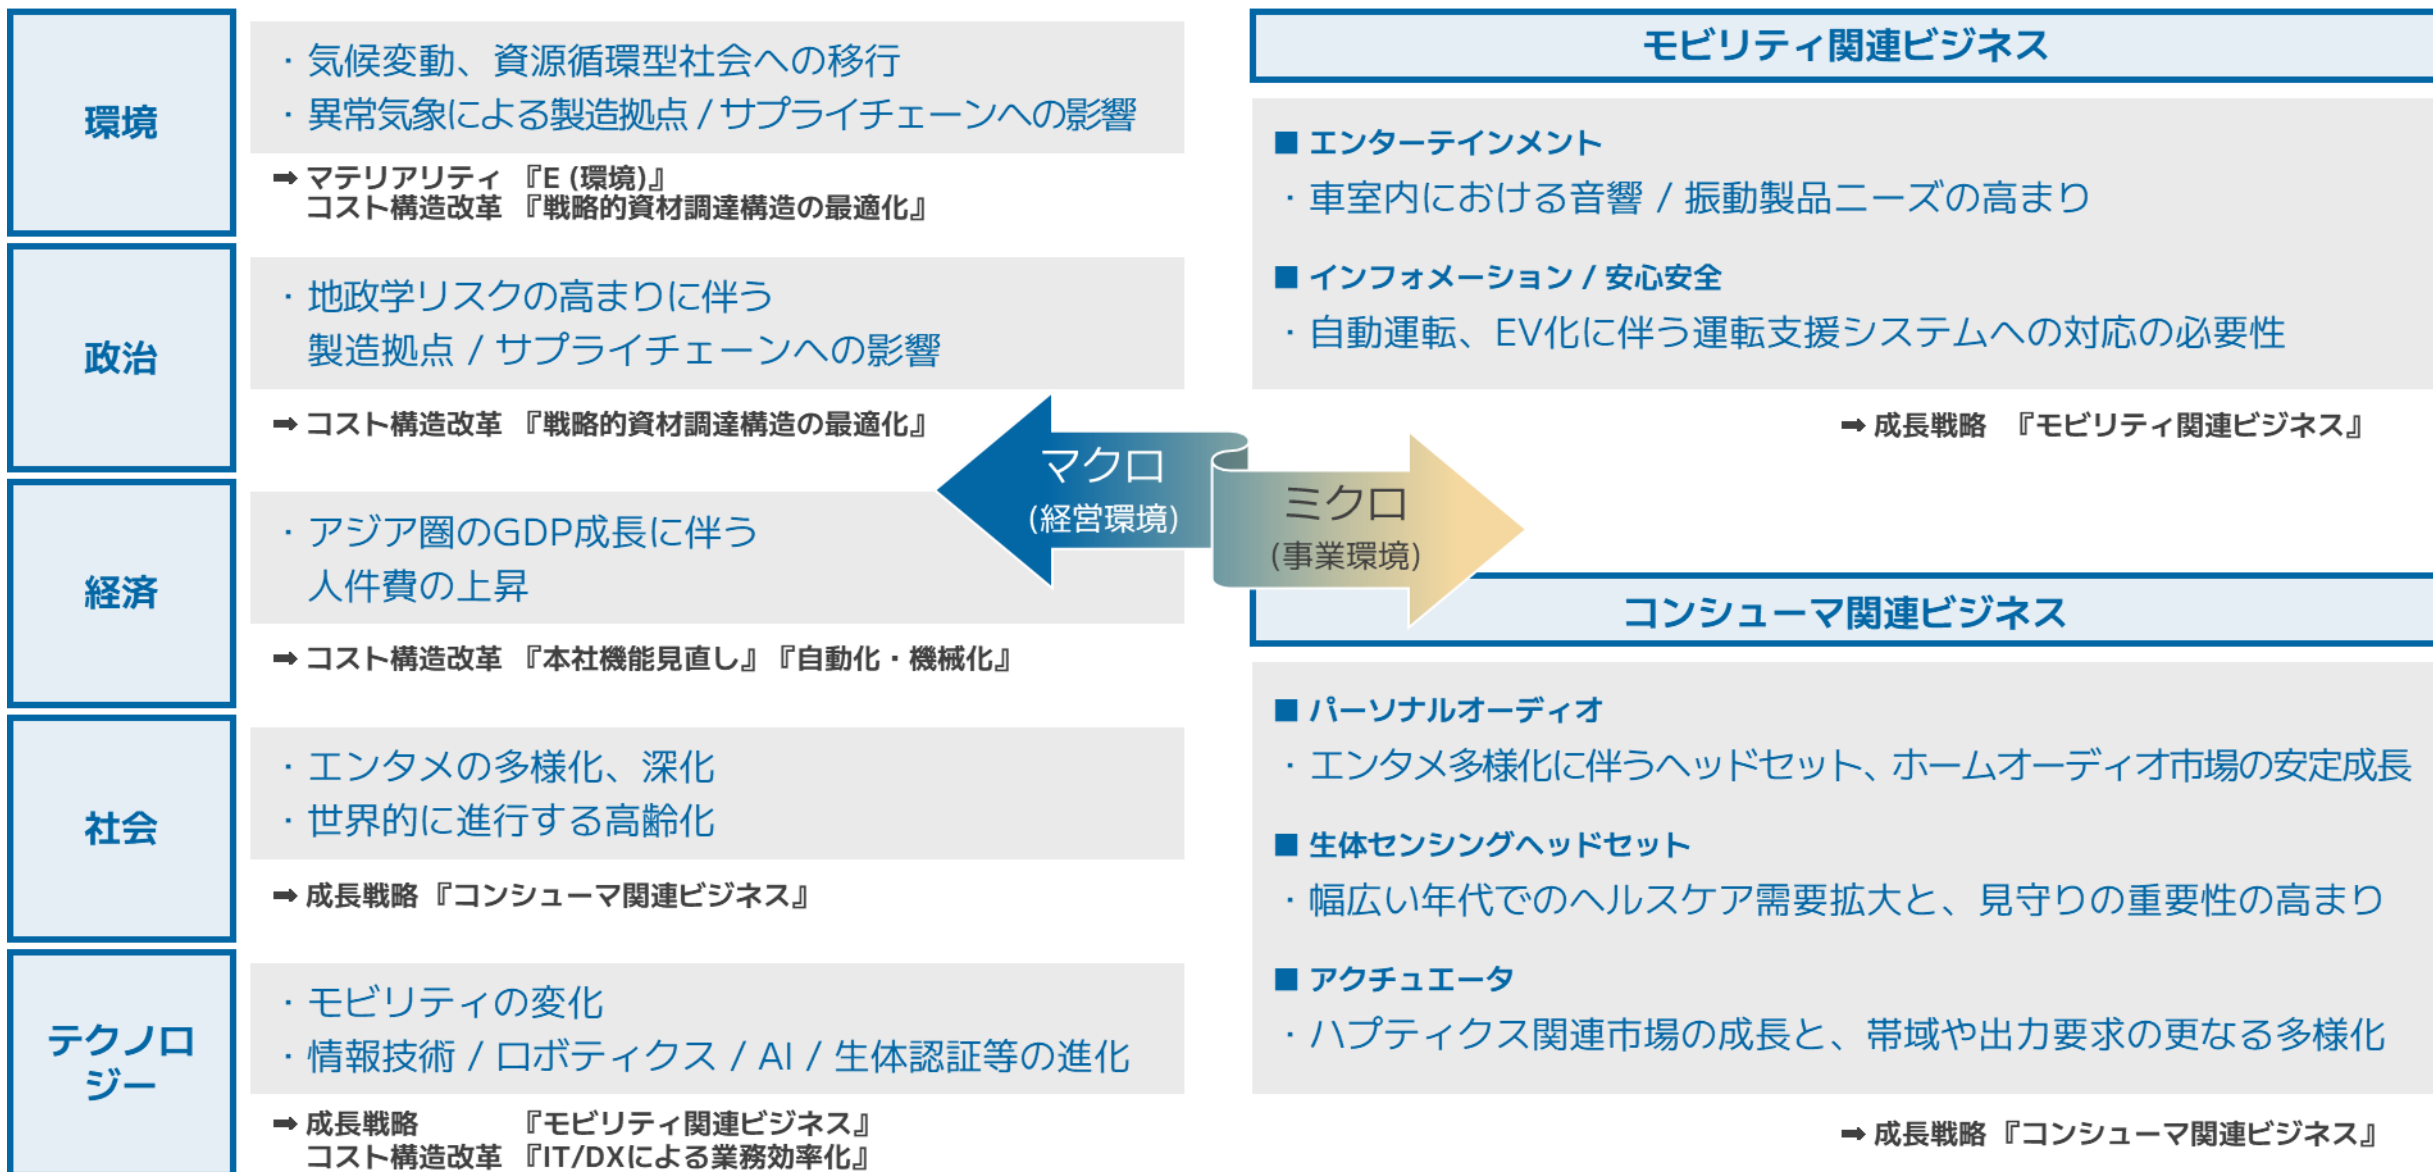 環境
・気候変動、資源循環型社会への移行
・異常気象による製造拠点 / サプライチェーンへの影響
➡ マテリアリティ 『E (環境)』
コスト構造改革 『戦略的資材調達構造の最適化』
政治
・地政学リスクの高まりに伴う
製造拠点 / サプライチェーンへの影響
➡ コスト構造改革 『戦略的資材調達構造の最適化』
経済
・アジア圏のGDP成長に伴う
人件費の上昇
➡ コスト構造改革 『本社機能見直し』『自動化・機械化』
社会
・エンタメの多様化、深化
・世界的に進行する高齢化
➡ 成長戦略『コンシューマ関連ビジネス』
テクノロ
ジー
・モビリティの変化
・情報技術 / ロボティクス / AI / 生体認証等の進化
➡ 成長戦略 『モビリティ関連ビジネス』
コスト構造改革 『IT/DXによる業務効率化』
マクロ
(経営環境)
ミクロ
(事業環境)
モビリティ関連ビジネス
■ エンターテインメント
・車室内における音響 / 振動製品ニーズの高まり
■ インフォメーション / 安心安全
・自動運転、EV化に伴う運転支援システムへの対応の必要性
➡ 成長戦略 『モビリティ関連ビジネス』
コンシューマ関連ビジネス
■ パーソナルオーディオ
・エンタメ多様化に伴うヘッドセット、ホームオーディオ市場の安定成長
■ 生体センシングヘッドセット
・幅広い年代でのヘルスケア需要拡大と、見守りの重要性の高まり
■ アクチュエータ
・ハプティクス関連市場の成長と、帯域や出力要求の更なる多様化
➡ 成長戦略『コンシューマ関連ビジネス』